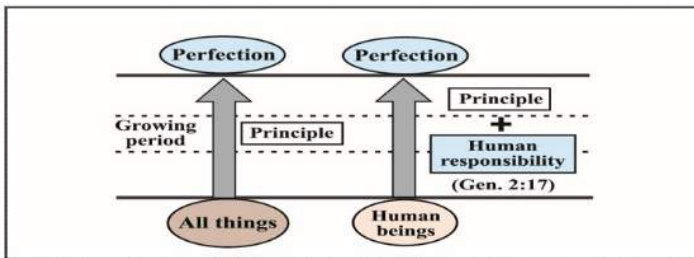 Perfection
Perfection
Growing
period
Principle
Principle
+
Human
responsibility
(Gen. 2:17)
All things
Human
beings